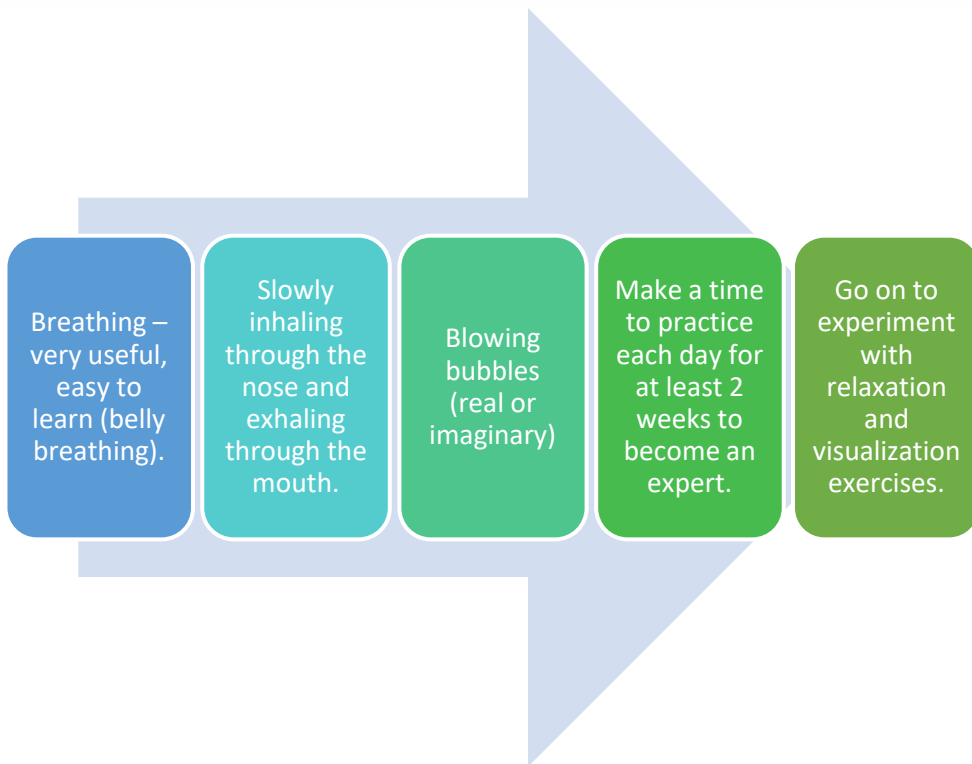 Breathing –
very useful,
easy to
learn (belly
breathing).
Slowly
inhaling
through the
nose and
exhaling
through the
mouth.
Blowing
bubbles
(real or
imaginary)
Make a time
to practice
each day for
at least 2
weeks to
become an
expert.
Go on to
experiment
with
relaxation
and
visualization
exercises.